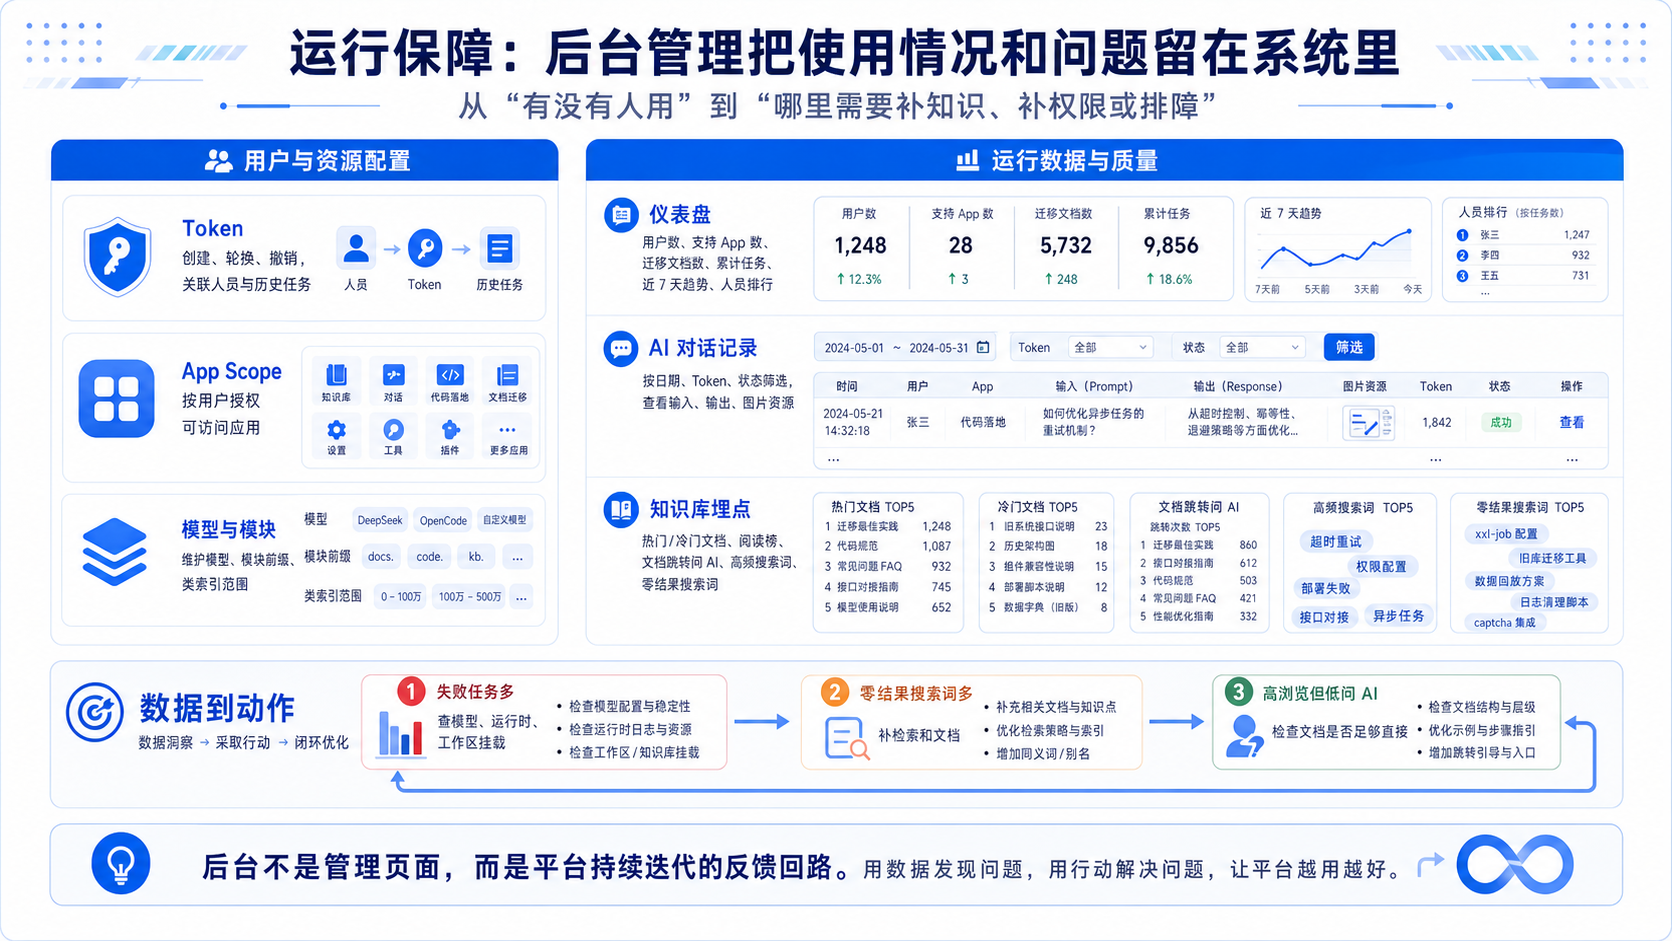 运行保障：后台管理把使用情况和问题留在系统里
从“有没有人用”到“哪里需要补知识、补权限或排障”
用户与资源配置
Token
创建、轮换、撤销，
关联人员与历史任务
人员
Token
历史任务
App Scope
按用户授权
可访问应用
知识库
对话
代码落地
文档迁移
设置
工具
插件
更多应用
模型与模块
维护模型、模块前缀、
类索引范围
模型
DeepSeek
OpenCode
自定义模型
模块前缀
docs.
code.
kb.
...
类索引范围
0 – 100万
100万 – 500万
...
运行数据与质量
仪表盘
用户数、支持 App 数、
迁移文档数、累计任务、
近 7 天趋势、人员排行
用户数
1,248
↑ 12.3%
支持 App 数
28
↑ 3
迁移文档数
5,732
↑ 248
累计任务
9,856
↑ 18.6%
近 7 天趋势
7天前
5天前
3天前
今天
人员排行（按任务数）
1 张三 1,247
2 李四 932
3 王五 731
...
AI 对话记录
按日期、Token、状态筛选，
查看输入、输出、图片资源
2024-05-01 ~ 2024-05-31
Token 全部
状态 全部
筛选
时间 用户 App 输入（Prompt） 输出（Response） 图片资源 Token 状态 操作
2024-05-21
14:32:18
张三
代码落地
如何优化异步任务的
重试机制？
从超时控制、幂等性、
退避策略等方面优化...
1,842
成功
查看
... ... ...
知识库埋点
热门/冷门文档、阅读榜、
文档跳转问 AI、高频搜索词、
零结果搜索词
热门文档 TOP5
1 迁移最佳实践 1,248
2 代码规范 1,087
3 常见问题 FAQ 932
4 接口对接指南 745
5 模型使用说明 652
冷门文档 TOP5
1 旧系统接口说明 23
2 历史架构图 18
3 组件兼容性说明 15
4 部署脚本说明 12
5 数据字典（旧版） 8
文档跳转问 AI
跳转次数 TOP5
1 迁移最佳实践 860
2 接口对接指南 612
3 代码规范 503
4 常见问题 FAQ 421
5 性能优化指南 332
高频搜索词 TOP5
超时重试
权限配置
部署失败
接口对接
异步任务
零结果搜索词 TOP5
xxl-job 配置
旧库迁移工具
数据回放方案
日志清理脚本
captcha 集成
数据到动作
数据洞察 → 采取行动 → 闭环优化
1 失败任务多
查模型、运行时、
工作区挂载
• 检查模型配置与稳定性
• 检查运行时日志与资源
• 检查工作区/知识库挂载
2 零结果搜索词多
补检索和文档
• 补充相关文档与知识点
• 优化检索策略与索引
• 增加同义词/别名
3 高浏览但低问 AI
检查文档是否足够直接
• 检查文档结构与层级
• 优化示例与步骤指引
• 增加跳转引导与入口
后台不是管理页面，而是平台持续迭代的反馈回路。用数据发现问题，用行动解决问题，让平台越用越好。